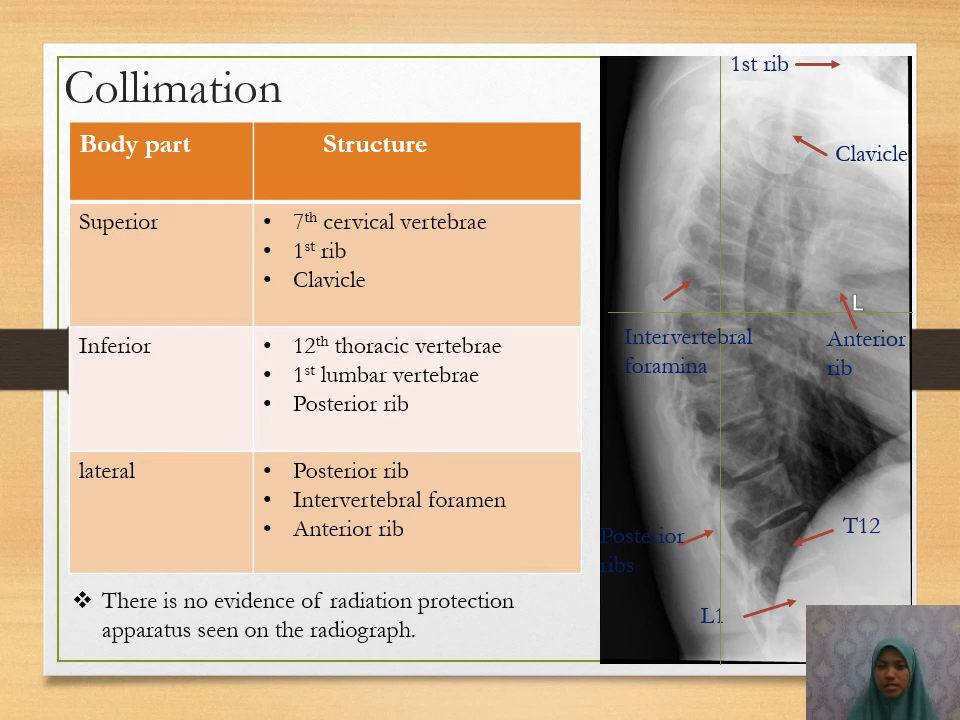 Collimation
Body part Structure
Superior
• 7th cervical vertebrae
• 1st rib
• Clavicle
Inferior
• 12th thoracic vertebrae
• 1st lumbar vertebrae
• Posterior rib
lateral
• Posterior rib
• Intervertebral foramen
• Anterior rib
❖ There is no evidence of radiation protection
apparatus seen on the radiograph.
1st rib
Clavicle
L
Intervertebral
foramina
Anterior
rib
T12
Posterior
ribs
L1